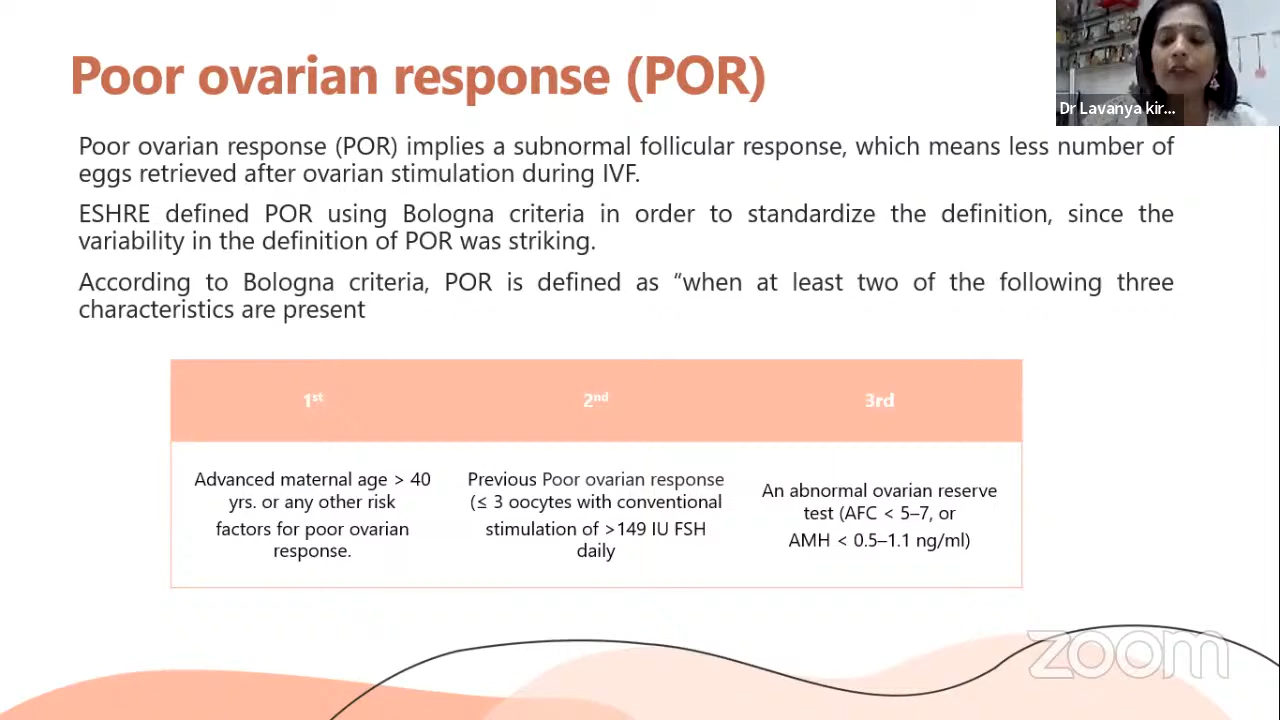 Poor ovarian response (POR)
Dr Lavanya kir...
Poor ovarian response (POR) implies a subnormal follicular response, which means less number of
eggs retrieved after ovarian stimulation during IVF.
ESHRE defined POR using Bologna criteria in order to standardize the definition, since the
variability in the definition of POR was striking.
According to Bologna criteria, POR is defined as “when at least two of the following three
characteristics are present
1st
2nd
3rd
Advanced maternal age > 40
yrs. or any other risk
factors for poor ovarian
response.
Previous Poor ovarian response
(≤ 3 oocytes with conventional
stimulation of >149 IU FSH
daily
An abnormal ovarian reserve
test (AFC < 5–7, or
AMH < 0.5–1.1 ng/ml)
zoom